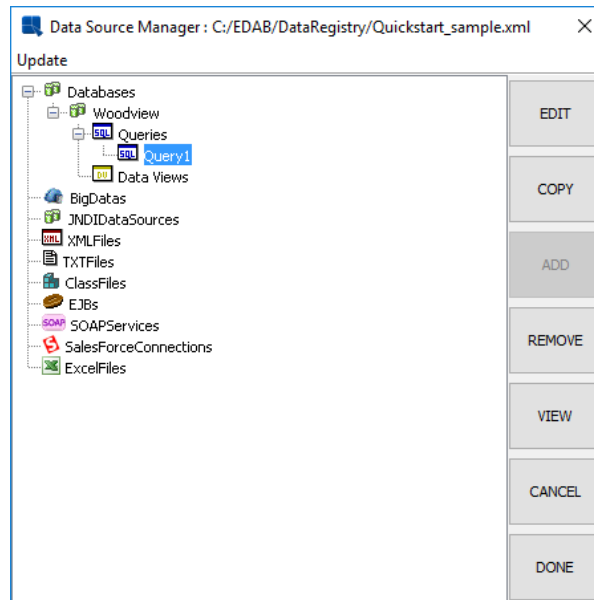 Data Source Manager : C:/EDAB/DataRegistry/Quickstart_sample.xml
Update
Databases
Woodview
SQL Queries
SQL Query1
DV Data Views
BigDatas
JNDIDataSources
XML XMLFiles
TXTFiles
ClassFiles
EJBs
SOAP SOAPServices
SalesForceConnections
ExcelFiles
EDIT
COPY
ADD
REMOVE
VIEW
CANCEL
DONE